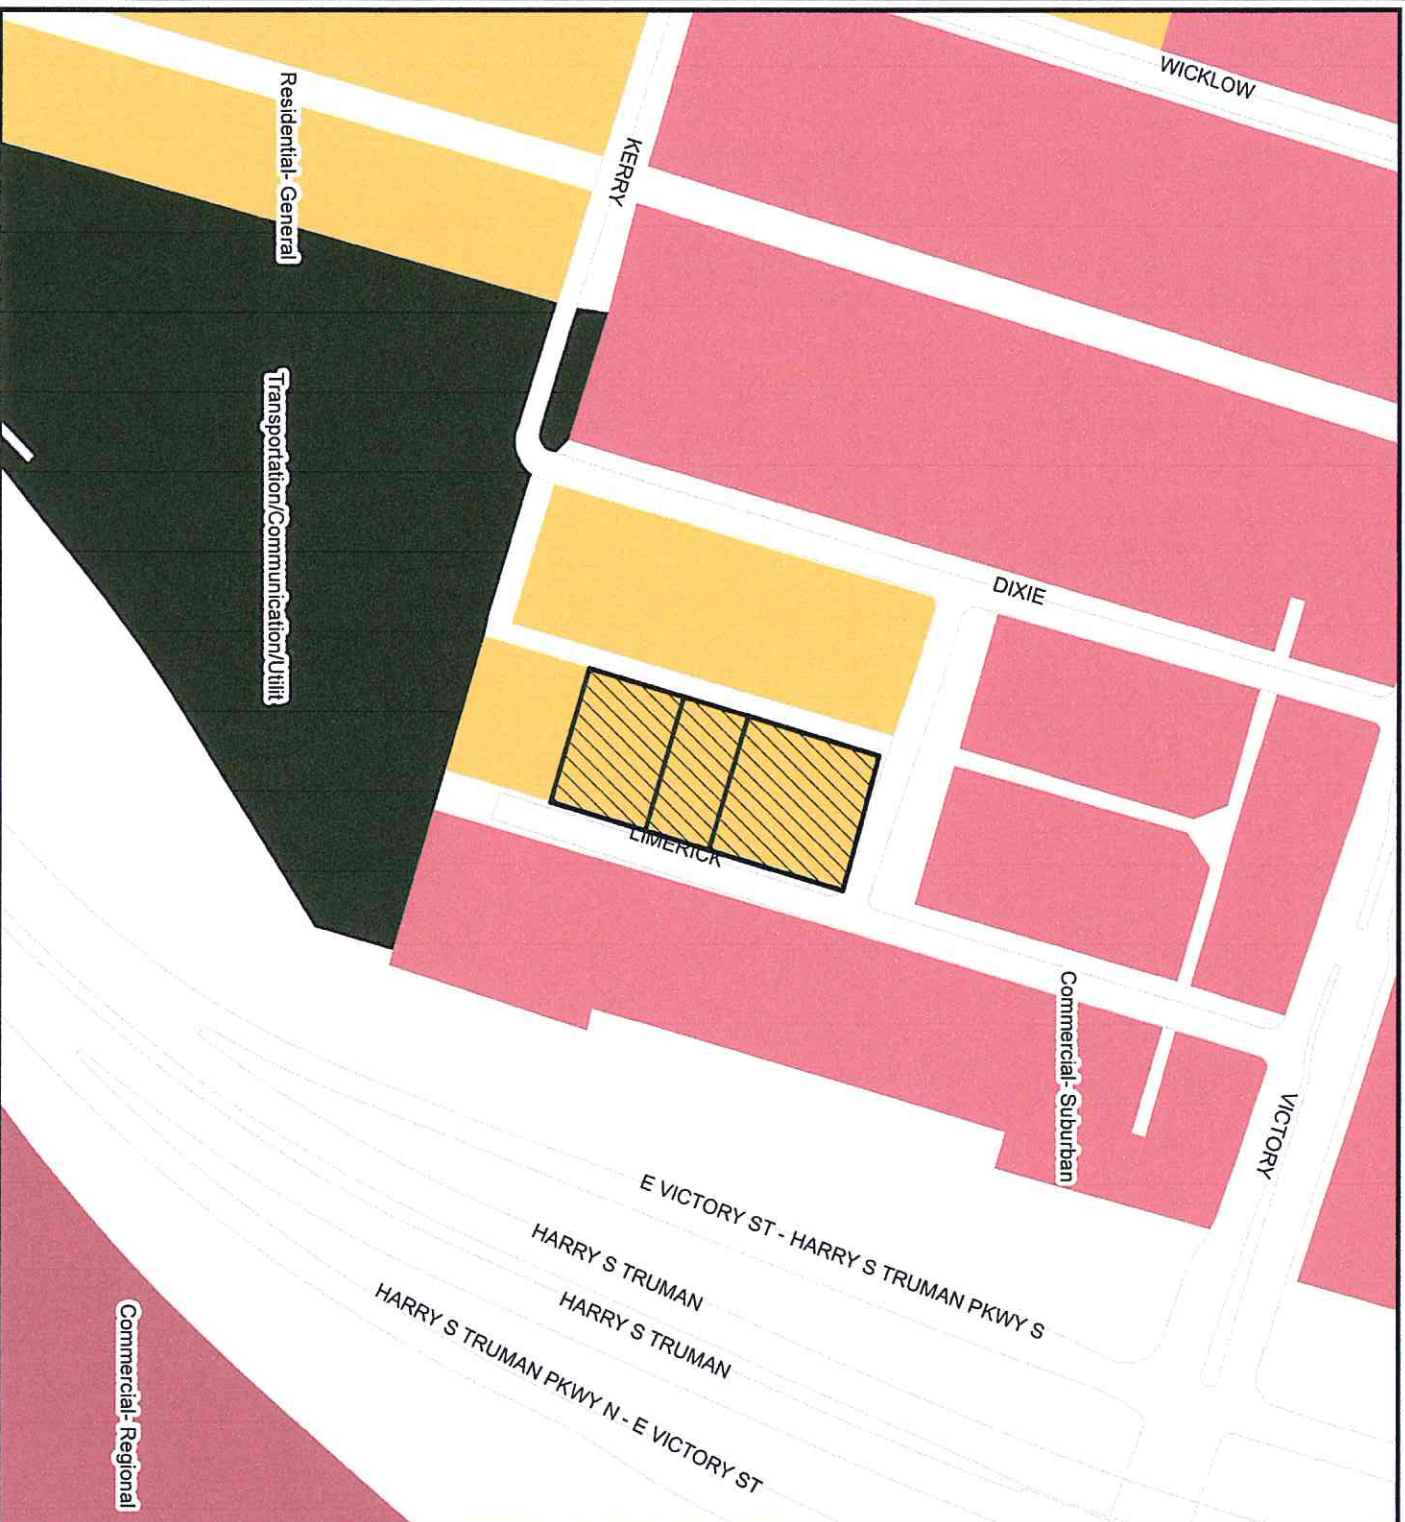 WICKLOW
Residential- General
KERRY
Transportation/Communication/Utilit
DIXIE
LIMERICK
Commercial- Suburban
VICTORY
E VICTORY ST - HARRY S TRUMAN PKWY S
HARRY S TRUMAN
HARRY S TRUMAN
HARRY S TRUMAN PKWY N - E VICTORY ST
Commercial- Regional